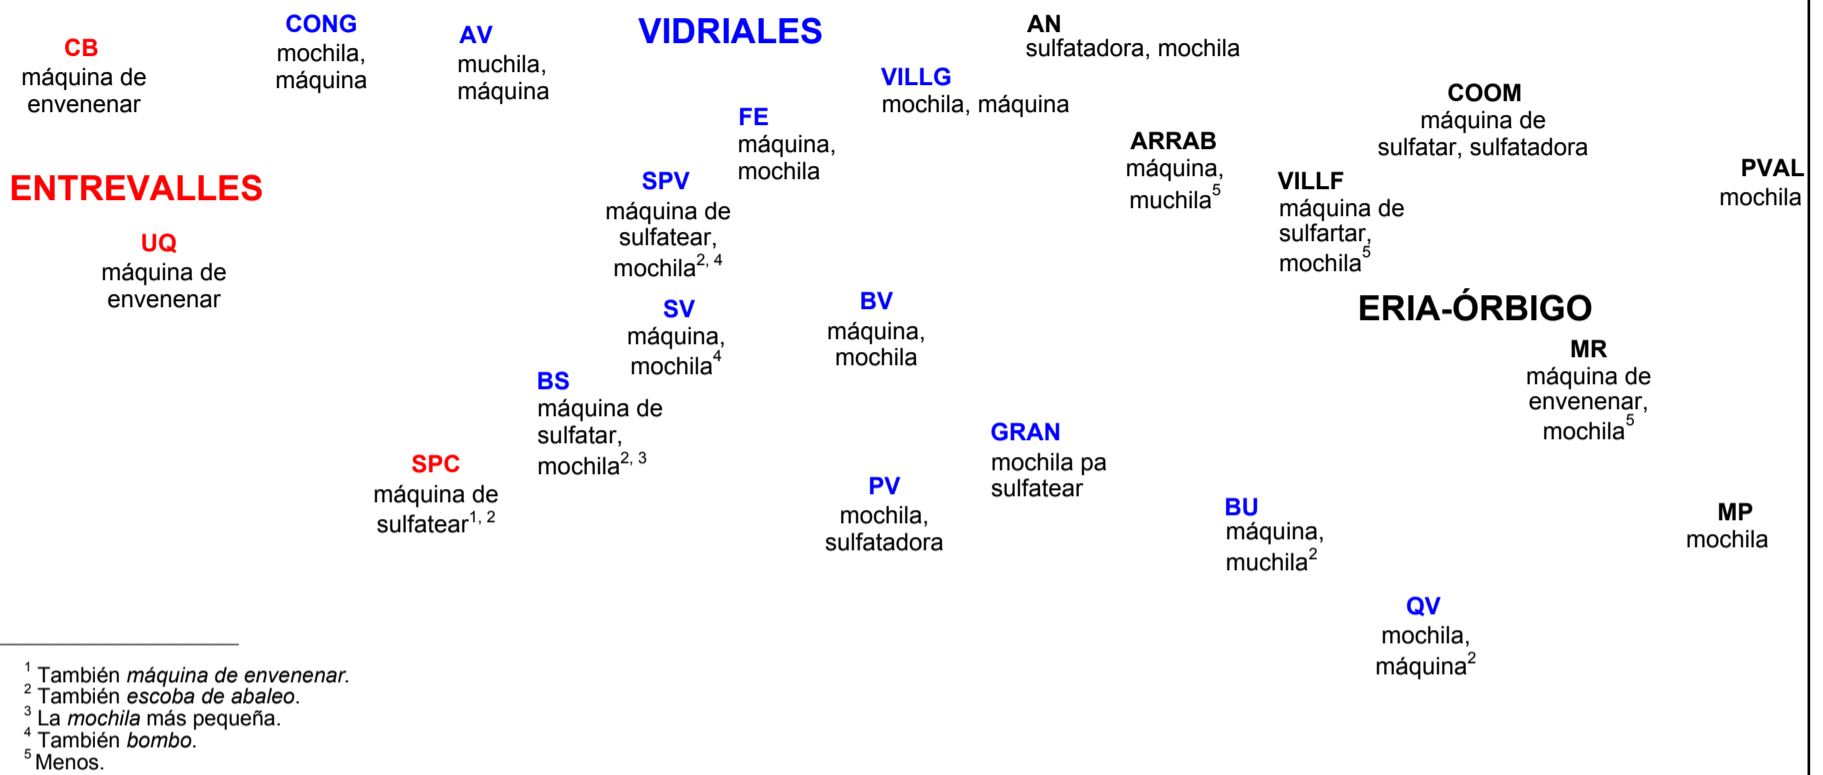 CB
máquina de
envenenar
CONG
mochila,
máquina
AV
muchila,
máquina
VIDRIALES
AN
sulfatadora, mochila
VILLG
mochila, máquina
FE
máquina,
mochila
COOM
máquina de
sulfatar, sulfatadora
ARRAB
máquina,
muchila5
PVAL
mochila
ENTREVALLES
SPV
máquina de
sulfatear,
mochila2, 4
VILLF
máquina de
sulfartar,
mochila5
UQ
máquina de
envenenar
SV
máquina,
mochila4
BV
máquina,
mochila
ERIA-ÓRBIGO
MR
máquina de
envenenar,
mochila5
BS
máquina de
sulfatar,
mochila2, 3
GRAN
mochila pa
sulfatear
SPC
máquina de
sulfatear1, 2
PV
mochila,
sulfatadora
BU
máquina,
muchila2
MP
mochila
QV
mochila,
máquina2
1 También máquina de envenenar.
2 También escoba de abaleo.
3 La mochila más pequeña.
4 También bombo.
5 Menos.